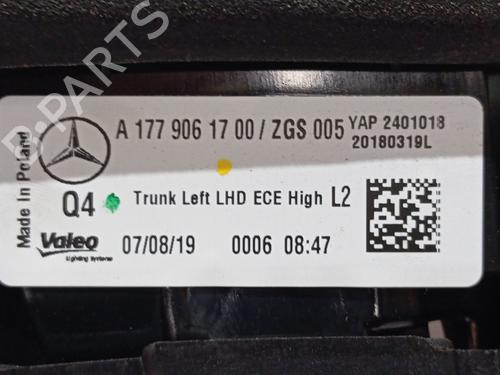 Made in Poland
A 177 906 17 00 / ZGS 005
YAP 2401018
20180319L
Q4
Trunk Left LHD ECE High L2
Valeo
Lighting Systems
07/08/19
0006 08:47
B-PARTS